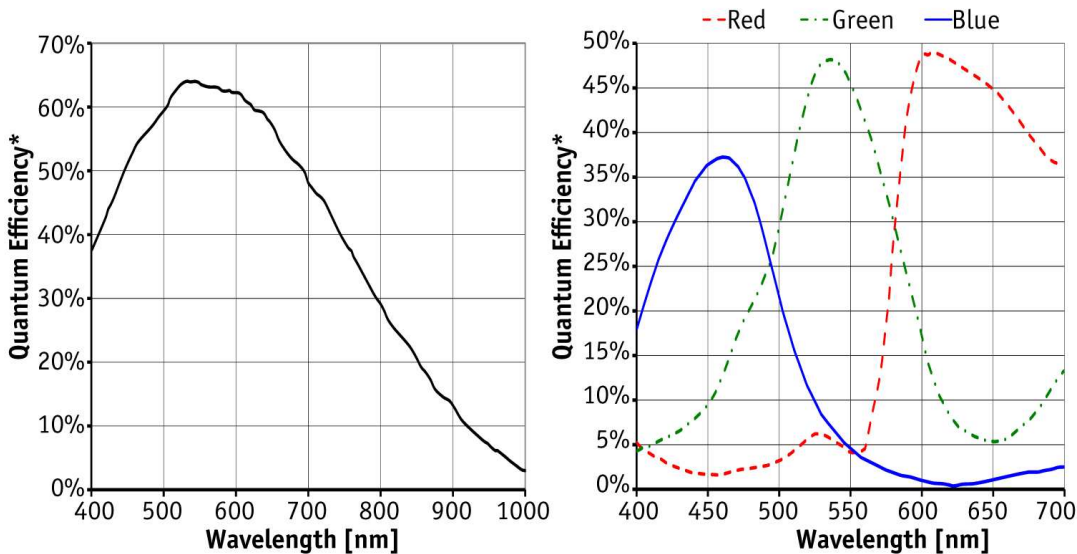 70%
60%
50%
40%
30%
20%
10%
0%
Quantum Efficiency*
400 500 600 700 800 900 1000
Wavelength [nm]
Red Green Blue
50%
45%
40%
35%
30%
25%
20%
15%
10%
5%
0%
Quantum Efficiency*
400 450 500 550 600 650 700
Wavelength [nm]